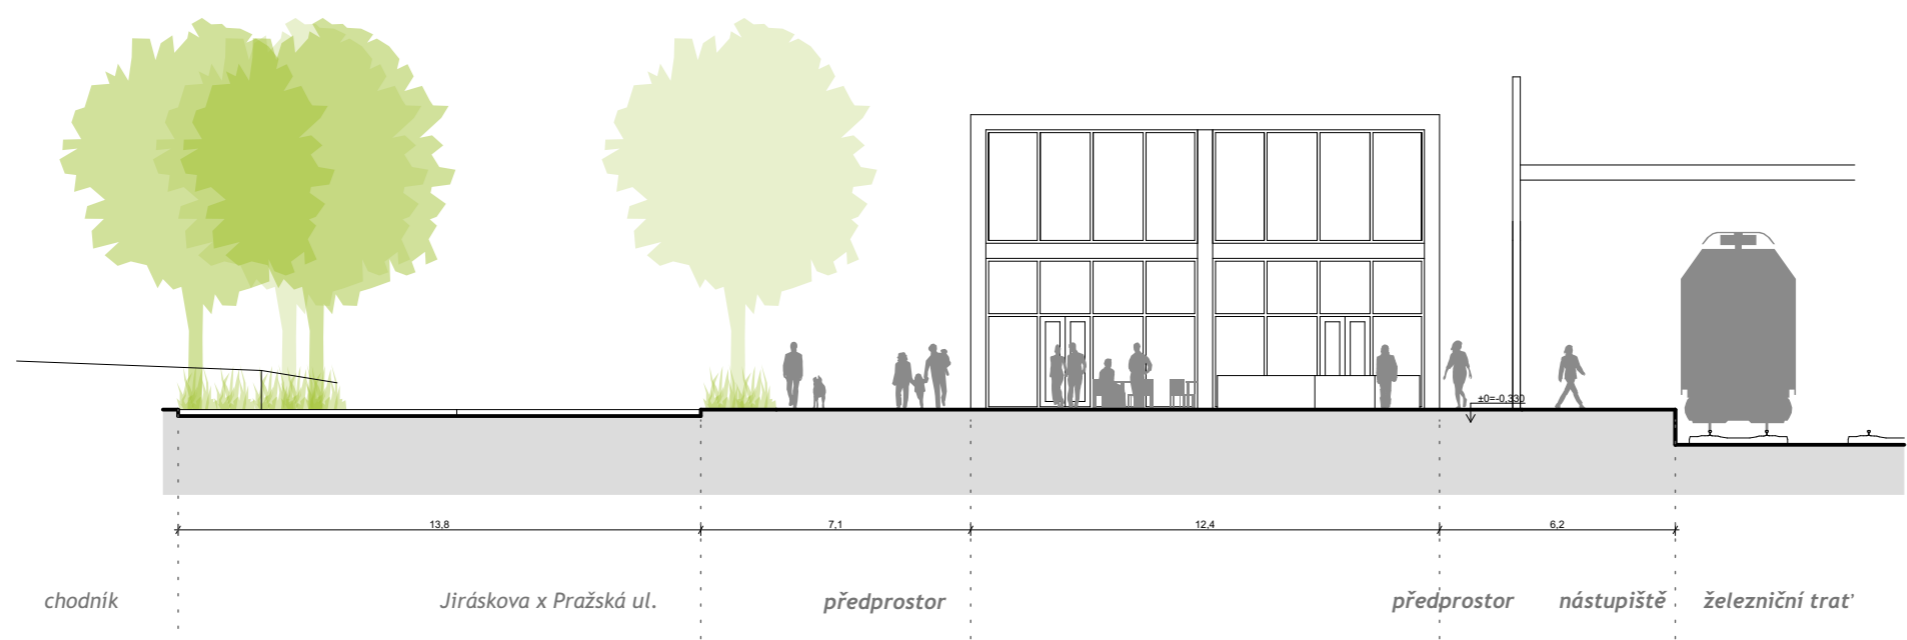 ±0=-0,330
13,8
7,1
12,4
6,2
chodník
Jiráskova x Pražská ul.
předprostor
předprostor
nástupiště
železniční trať